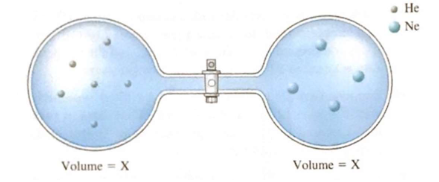 He
Ne
Volume = X
Volume = X